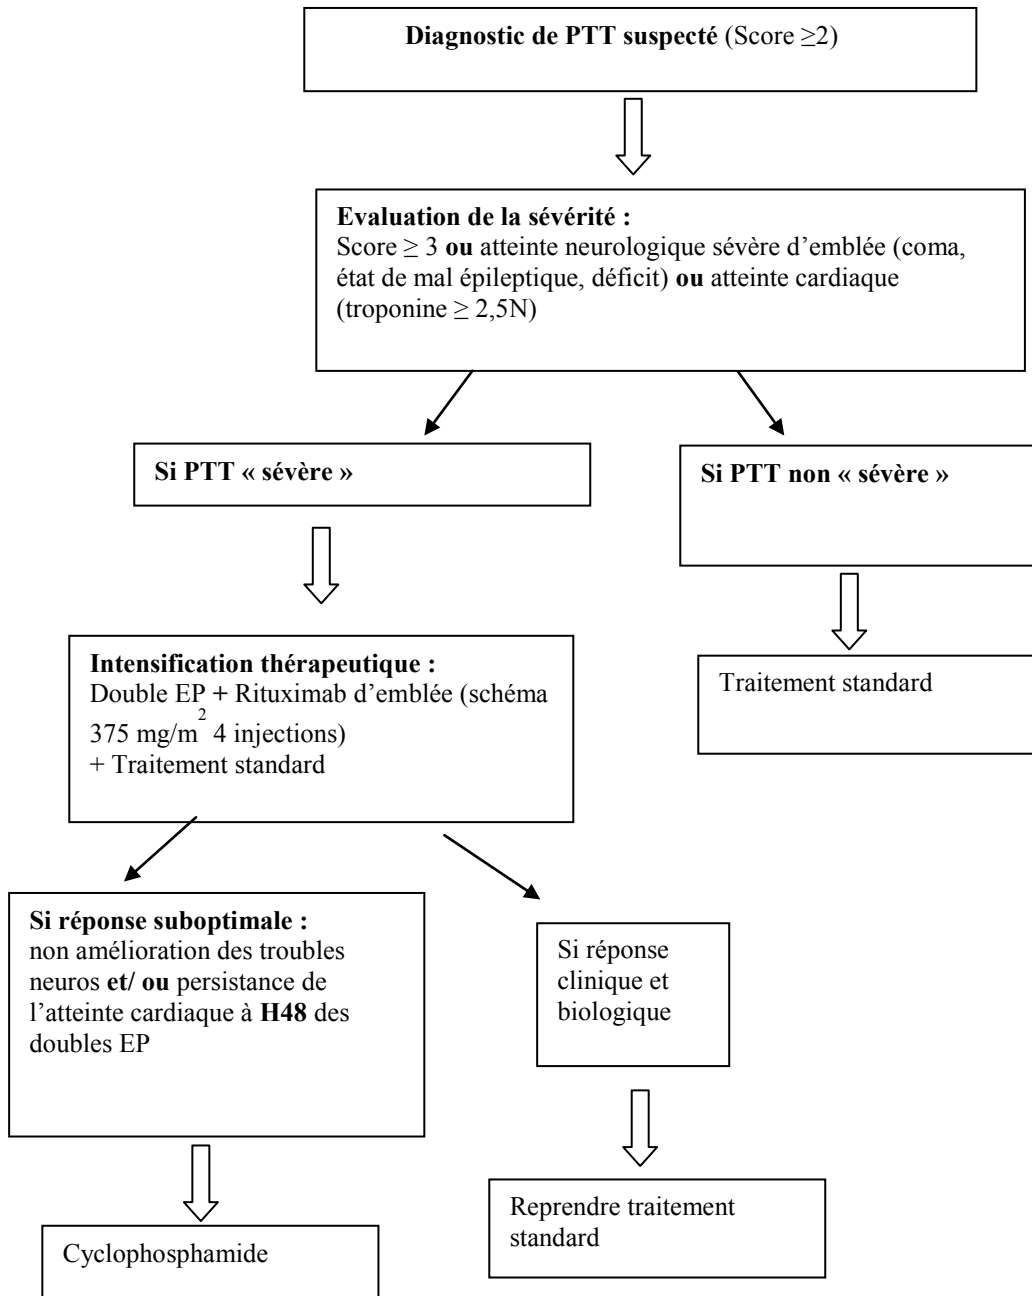 Diagnostic de PTT suspecté (Score ≥2)
Evaluation de la sévérité :
Score ≥ 3 ou atteinte neurologique sévère d’emblée (coma,
état de mal épileptique, déficit) ou atteinte cardiaque
(troponine ≥ 2,5N)
Si PTT « sévère »
Si PTT non « sévère »
Intensification thérapeutique :
Double EP + Rituximab d’emblée (schéma
375 mg/m² 4 injections)
+ Traitement standard
Traitement standard
Si réponse suboptimale :
non amélioration des troubles
neuros et/ ou persistance de
l’atteinte cardiaque à H48 des
doubles EP
Si réponse
clinique et
biologique
Cyclophosphamide
Reprendre traitement
standard